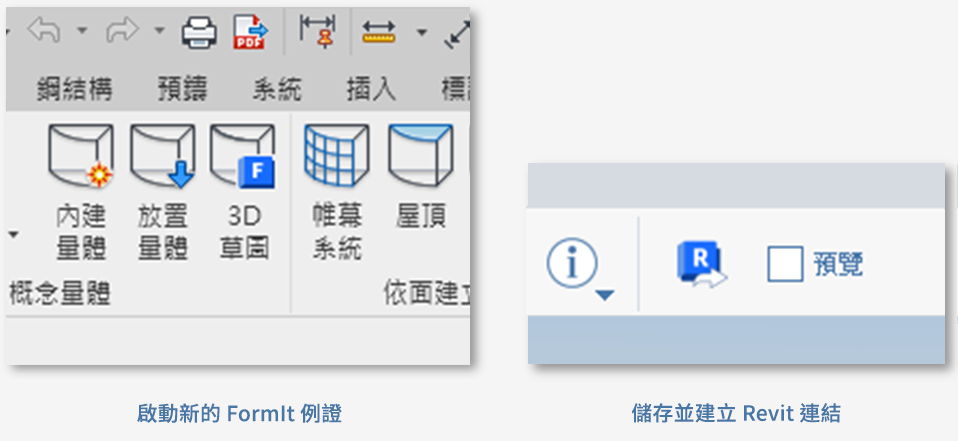 PDF
鋼結構 預鑄 系統 插入
F
內建
量體
放置
量體
3D
草圖
帷幕
系統
屋頂
概念量體
依面建立
啟動新的 FormIt 例證
i
R
預覽
儲存並建立 Revit 連結